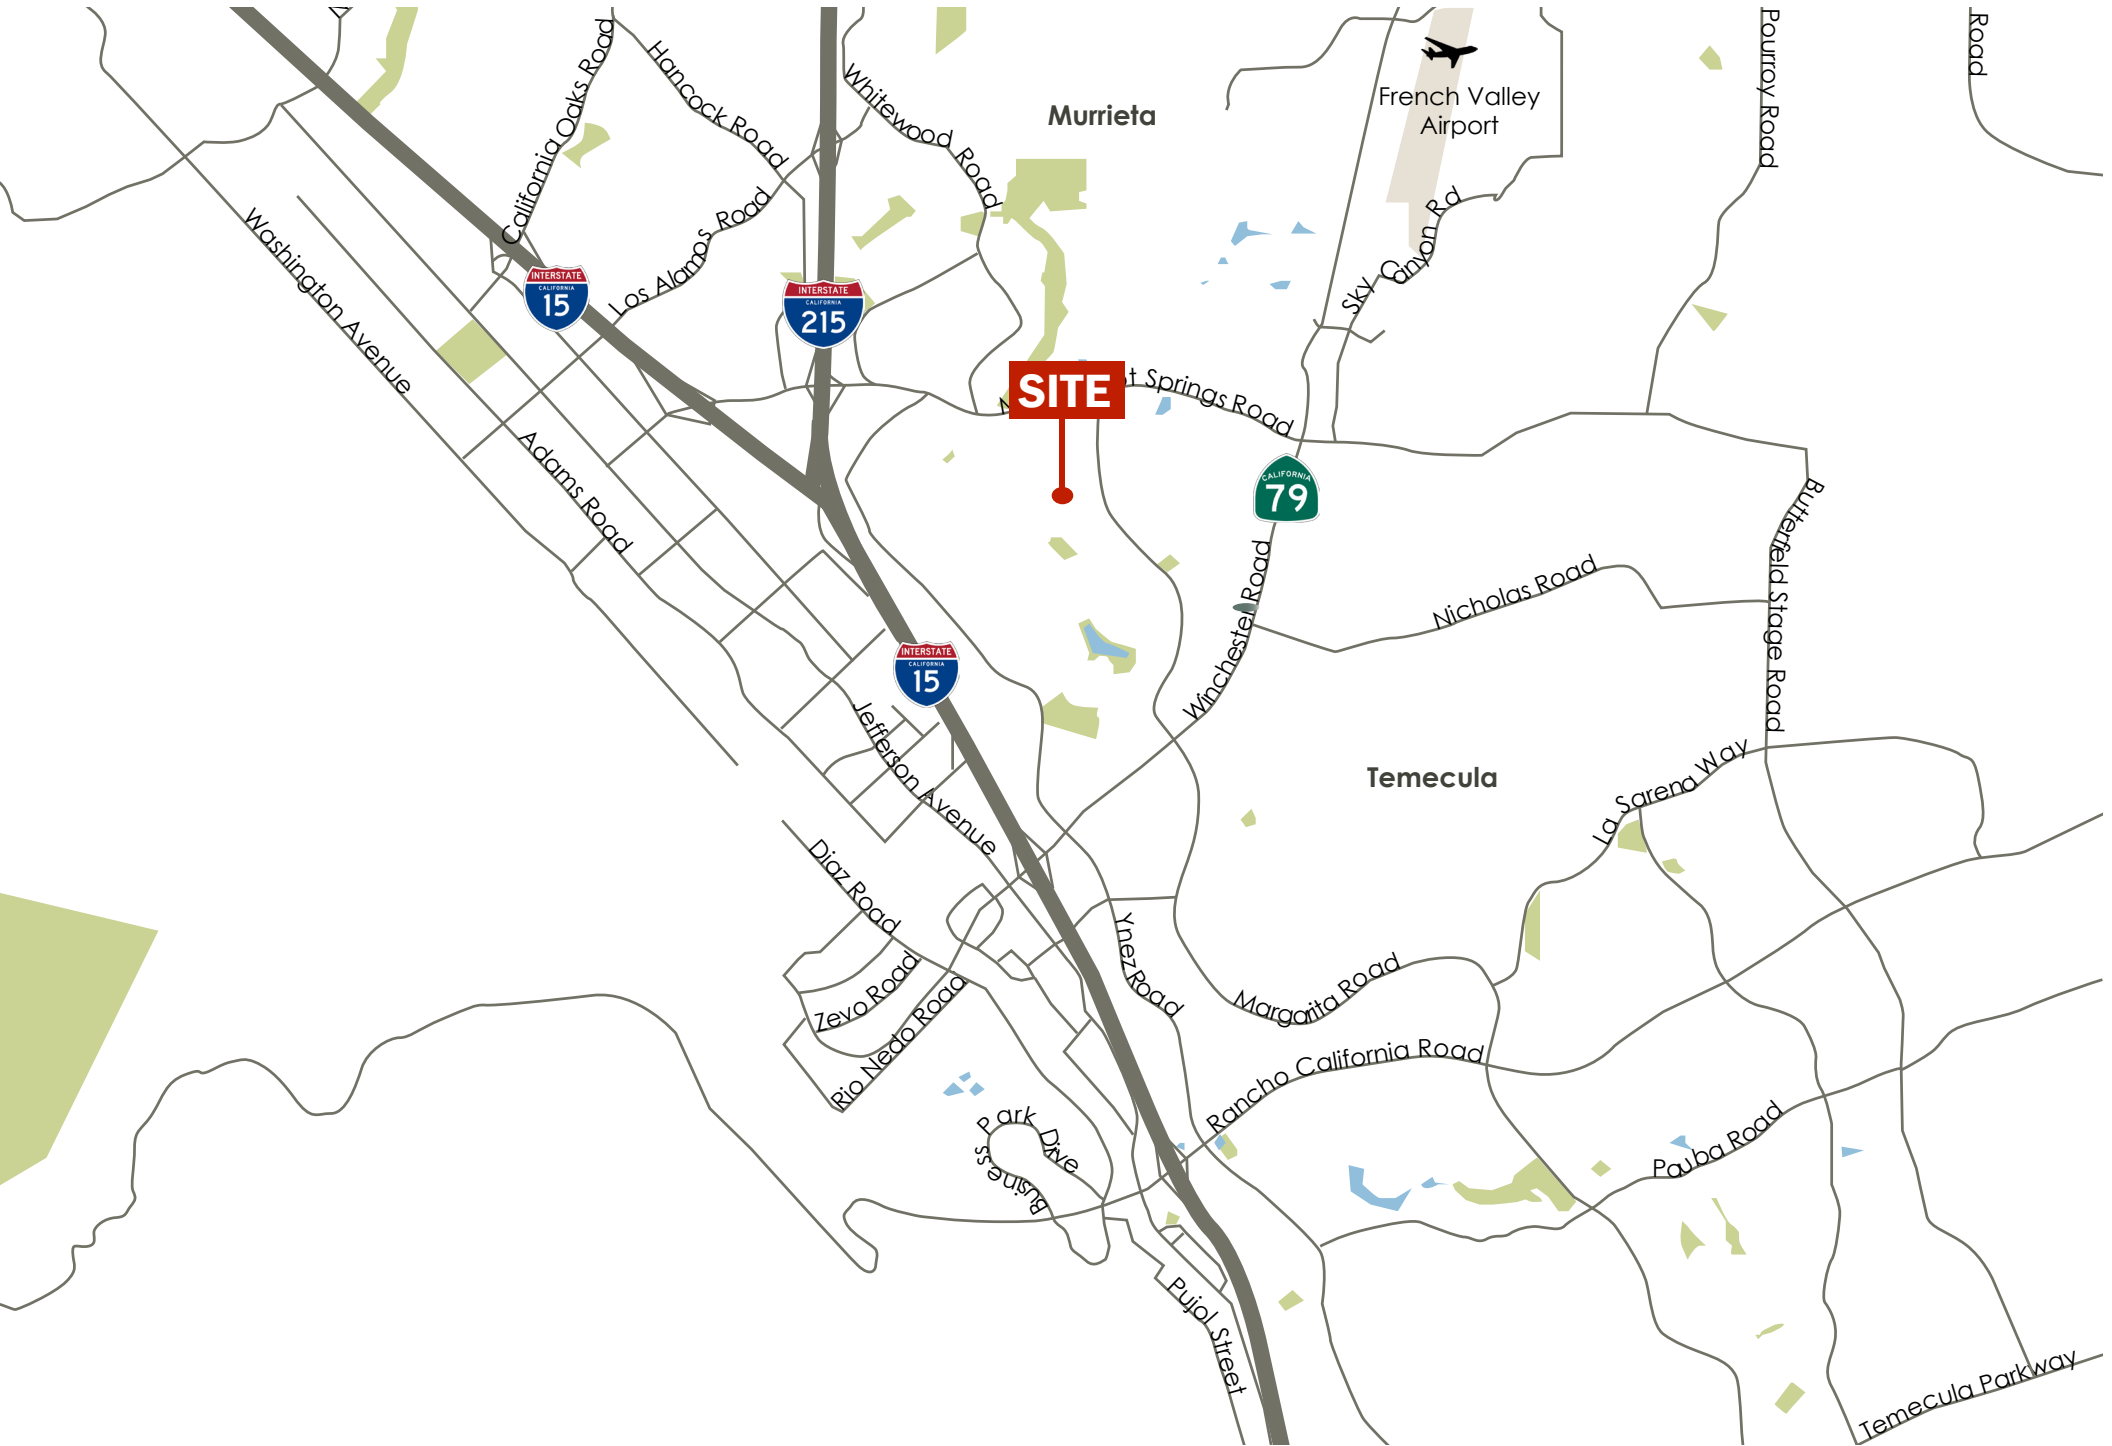 California Oaks Road
Hancock Road
Whitewood Road
Murrieta
French Valley
Airport
Pourroy Road
Road
Washington Avenue
Los Alamos Road
Sky Canyon Rd
INTERSTATE
CALIFORNIA
15
INTERSTATE
CALIFORNIA
215
SITE
t Springs Road
CALIFORNIA
79
Adams Road
Butterfield Stage Road
Winchester Road
Nicholas Road
INTERSTATE
CALIFORNIA
15
Jefferson Avenue
Temecula
La Sarena Way
Diaz Road
Zevo Road
Rio Nedo Road
Ynez Road
Margarita Road
Rancho California Road
Business Park Dive
Pauba Road
Pujol Street
Temecula Parkway